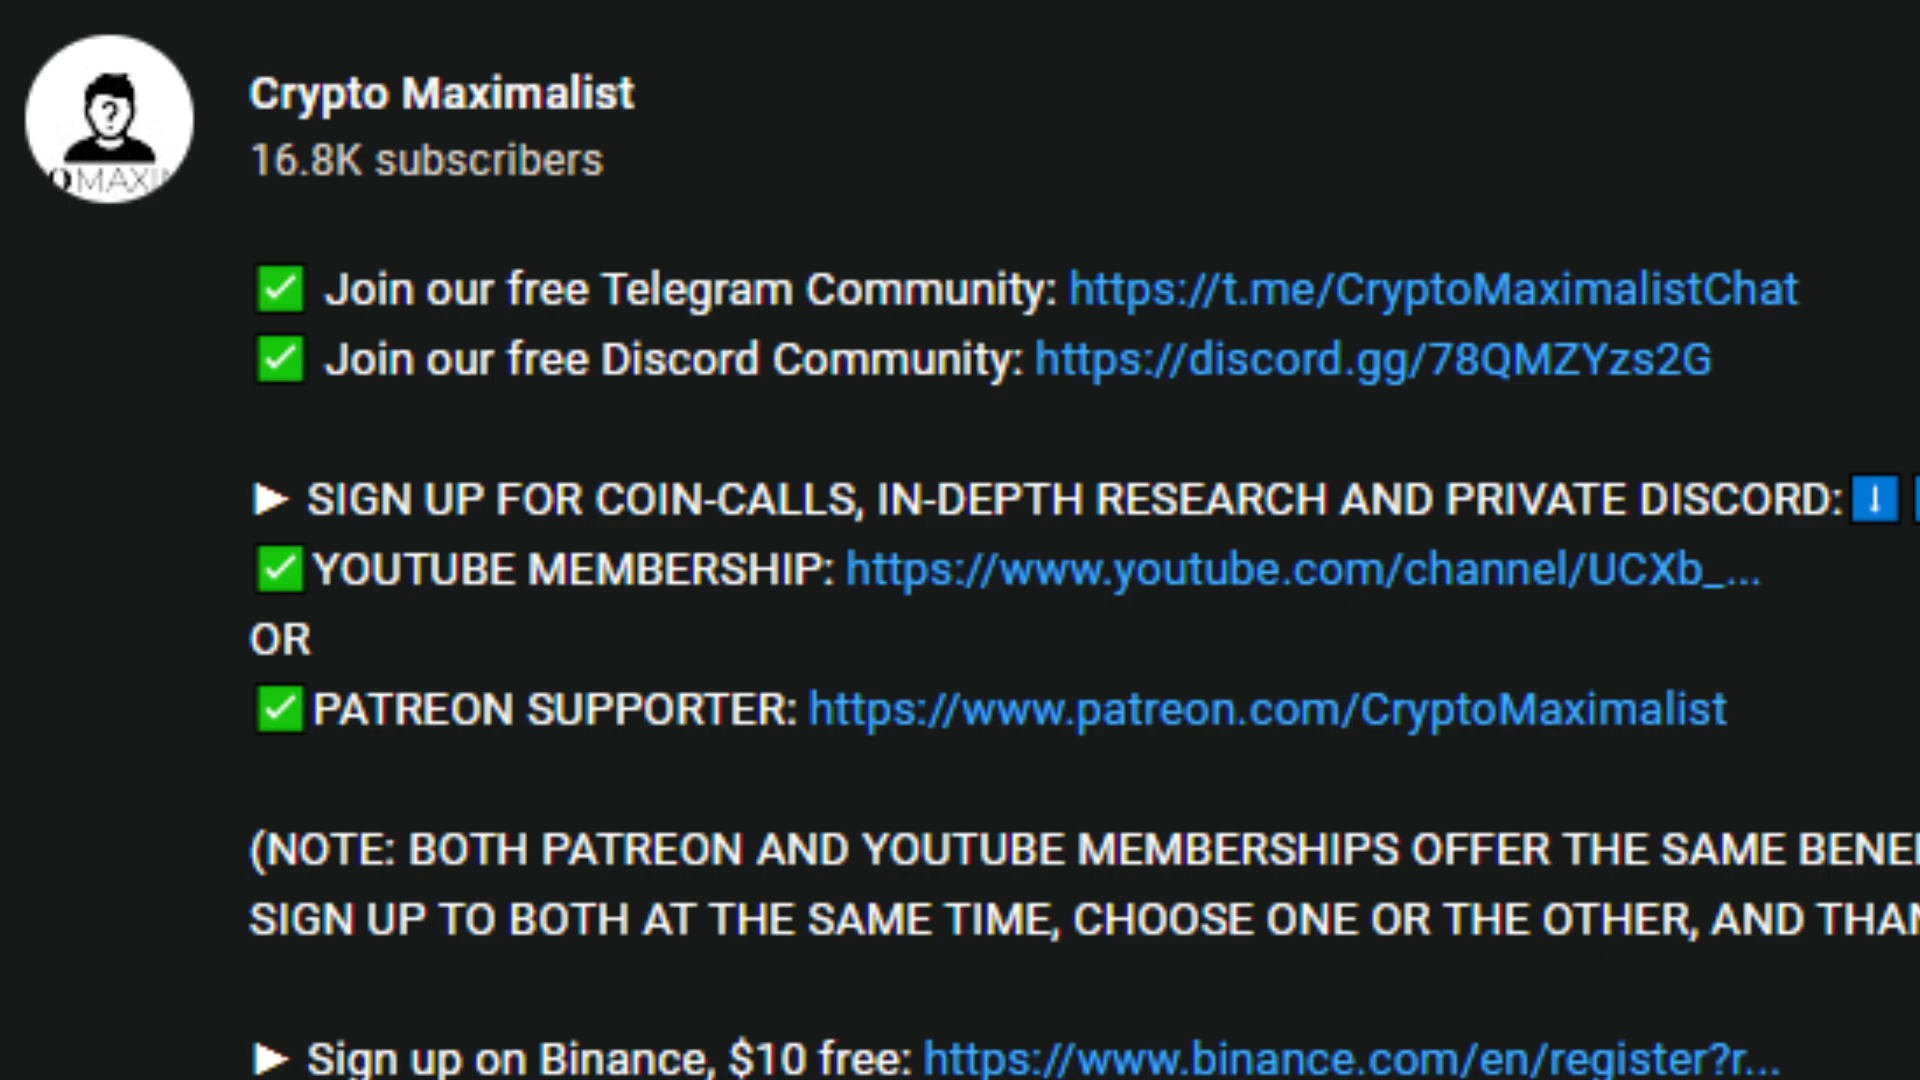 Crypto Maximalist
16.8K subscribers
? 
MAXI
✅ Join our free Telegram Community: https://t.me/CryptoMaximalistChat
✅ Join our free Discord Community: https://discord.gg/78QMZYzs2G
► SIGN UP FOR COIN-CALLS, IN-DEPTH RESEARCH AND PRIVATE DISCORD: ⬇
✅ YOUTUBE MEMBERSHIP: https://www.youtube.com/channel/UCXb_...
OR
✅ PATREON SUPPORTER: https://www.patreon.com/CryptoMaximalist
(NOTE: BOTH PATREON AND YOUTUBE MEMBERSHIPS OFFER THE SAME
SIGN UP TO BOTH AT THE SAME TIME, CHOOSE ONE OR THE OTHER, AND
► Sign up on Binance, $10 free: https://www.binance.com/en/register?r...